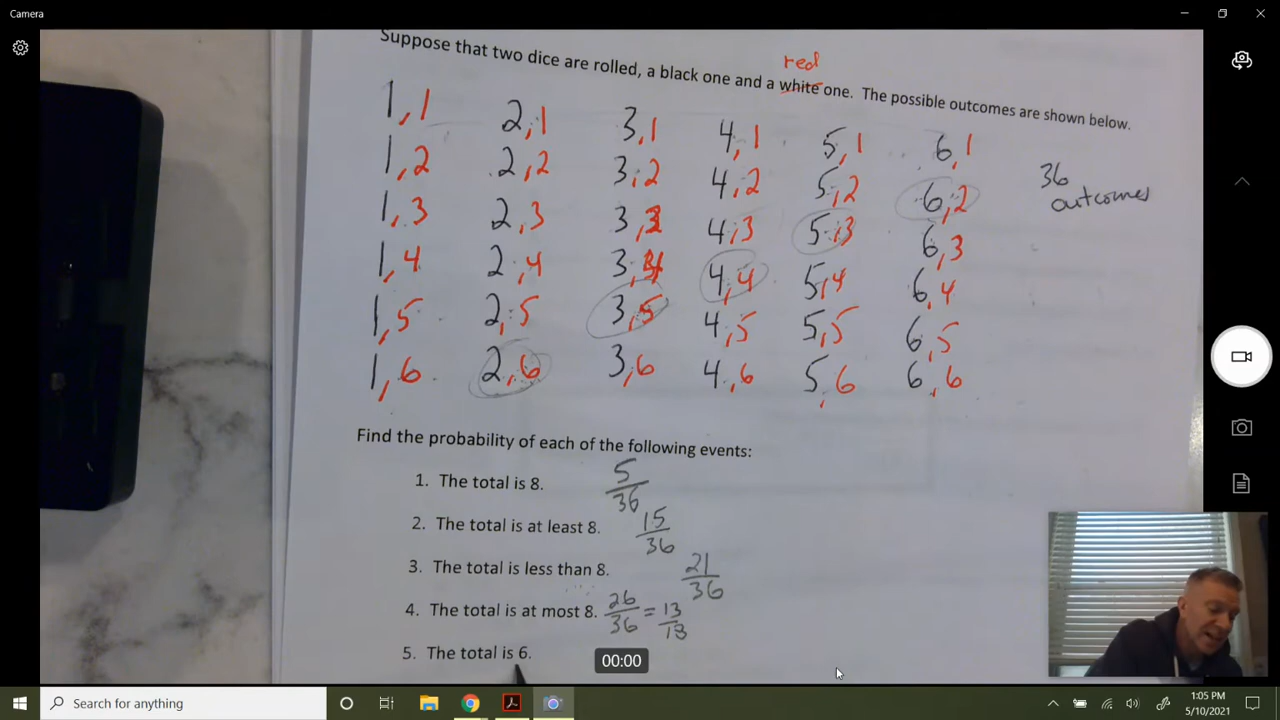 Camera
Suppose that two dice are rolled, a black one and a white one. The possible outcomes are shown below.
red
1,1 2,1 3,1 4,1 5,1 6,1
1,2 2,2 3,2 4,2 5,2 6,2
1,3 2,3 3,3 4,3 5,3 6,3
1,4 2,4 3,4 4,4 5,4 6,4
1,5 2,5 3,5 4,5 5,5 6,5
1,6 2,6 3,6 4,6 5,6 6,6
36
outcomes
Find the probability of each of the following events:
1. The total is 8. 5/36
2. The total is at least 8. 15/36
3. The total is less than 8. 21/36
4. The total is at most 8. 26/36 = 13/18
5. The total is 6.
00:00
Search for anything
1:05 PM
5/10/2021